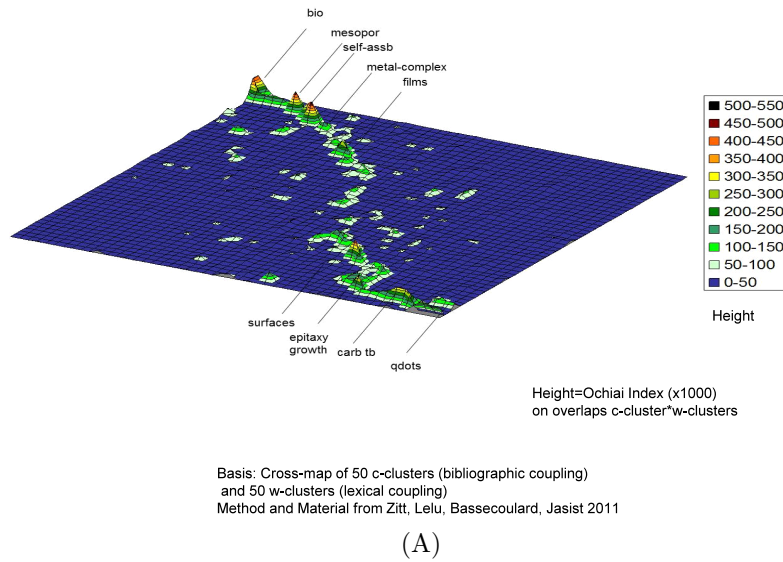 bio
mesopor
self-assb
metal-complex
films
500-550
450-500
400-450
350-400
300-350
250-300
200-250
150-200
100-150
50-100
0-50
Height
surfaces
epitaxy
growth
carb tb
qdots
Height=Ochiai Index (x1000)
on overlaps c-cluster*w-clusters
Basis: Cross-map of 50 c-clusters (bibliographic coupling)
and 50 w-clusters (lexical coupling)
Method and Material from Zitt, Lelu, Bassecoulard, Jasist 2011
(A)